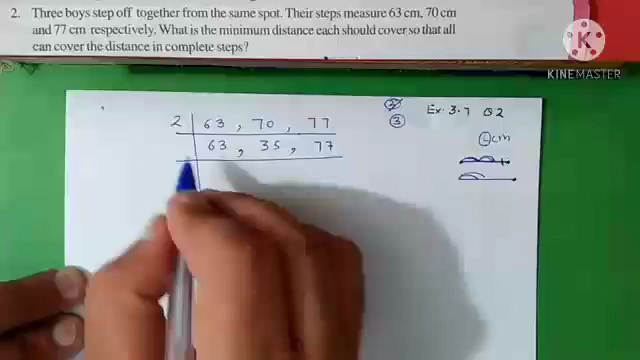 2. Three boys step off together from the same spot. Their steps measure 63 cm, 70 cm
and 77 cm respectively. What is the minimum distance each should cover so that all
can cover the distance in complete steps?
K
KINEMASTER
2 63 , 70 , 77
63 , 35 , 77
② Ex. 3.7 Q2
③
cm